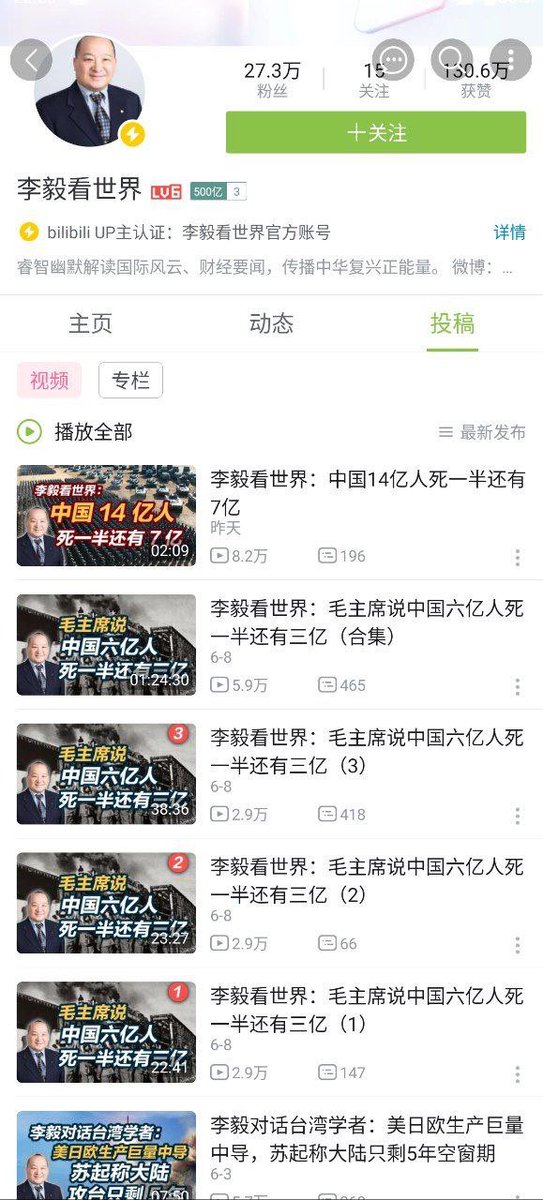 27.3万
15
130.6万
粉丝
关注
获赞
十关注
李毅看世界 LV6 500亿 3
bilibili UP主认证：李毅看世界官方账号
详情
睿智幽默解读国际风云、财经要闻，传播中华复兴正能量。 微博：...
主页
动态
投稿
视频
专栏
播放全部
最新发布
李毅看世界：
中国 14 亿人
死一半还有 7 亿
02:09
李毅看世界：中国14亿人死一半还有
7亿
昨天
8.2万
196
毛主席说
中国六亿人
死一半还有三亿
01:24:30
李毅看世界：毛主席说中国六亿人死
一半还有三亿（合集）
6-8
5.9万
465
3
毛主席说
中国六亿人
死一半还有三亿
38:36
李毅看世界：毛主席说中国六亿人死
一半还有三亿（3）
6-8
2.9万
418
2
毛主席说
中国六亿人
死一半还有三亿
23:27
李毅看世界：毛主席说中国六亿人死
一半还有三亿（2）
6-8
2.9万
66
1
毛主席说
中国六亿人
死一半还有三亿
22:41
李毅看世界：毛主席说中国六亿人死
一半还有三亿（1）
6-8
2.9万
147
李毅对话台湾学者：
美日欧生产巨量中导
苏起称大陆
攻台只剩
07:50
李毅对话台湾学者：美日欧生产巨量
中导，苏起称大陆只剩5年空窗期
6-3